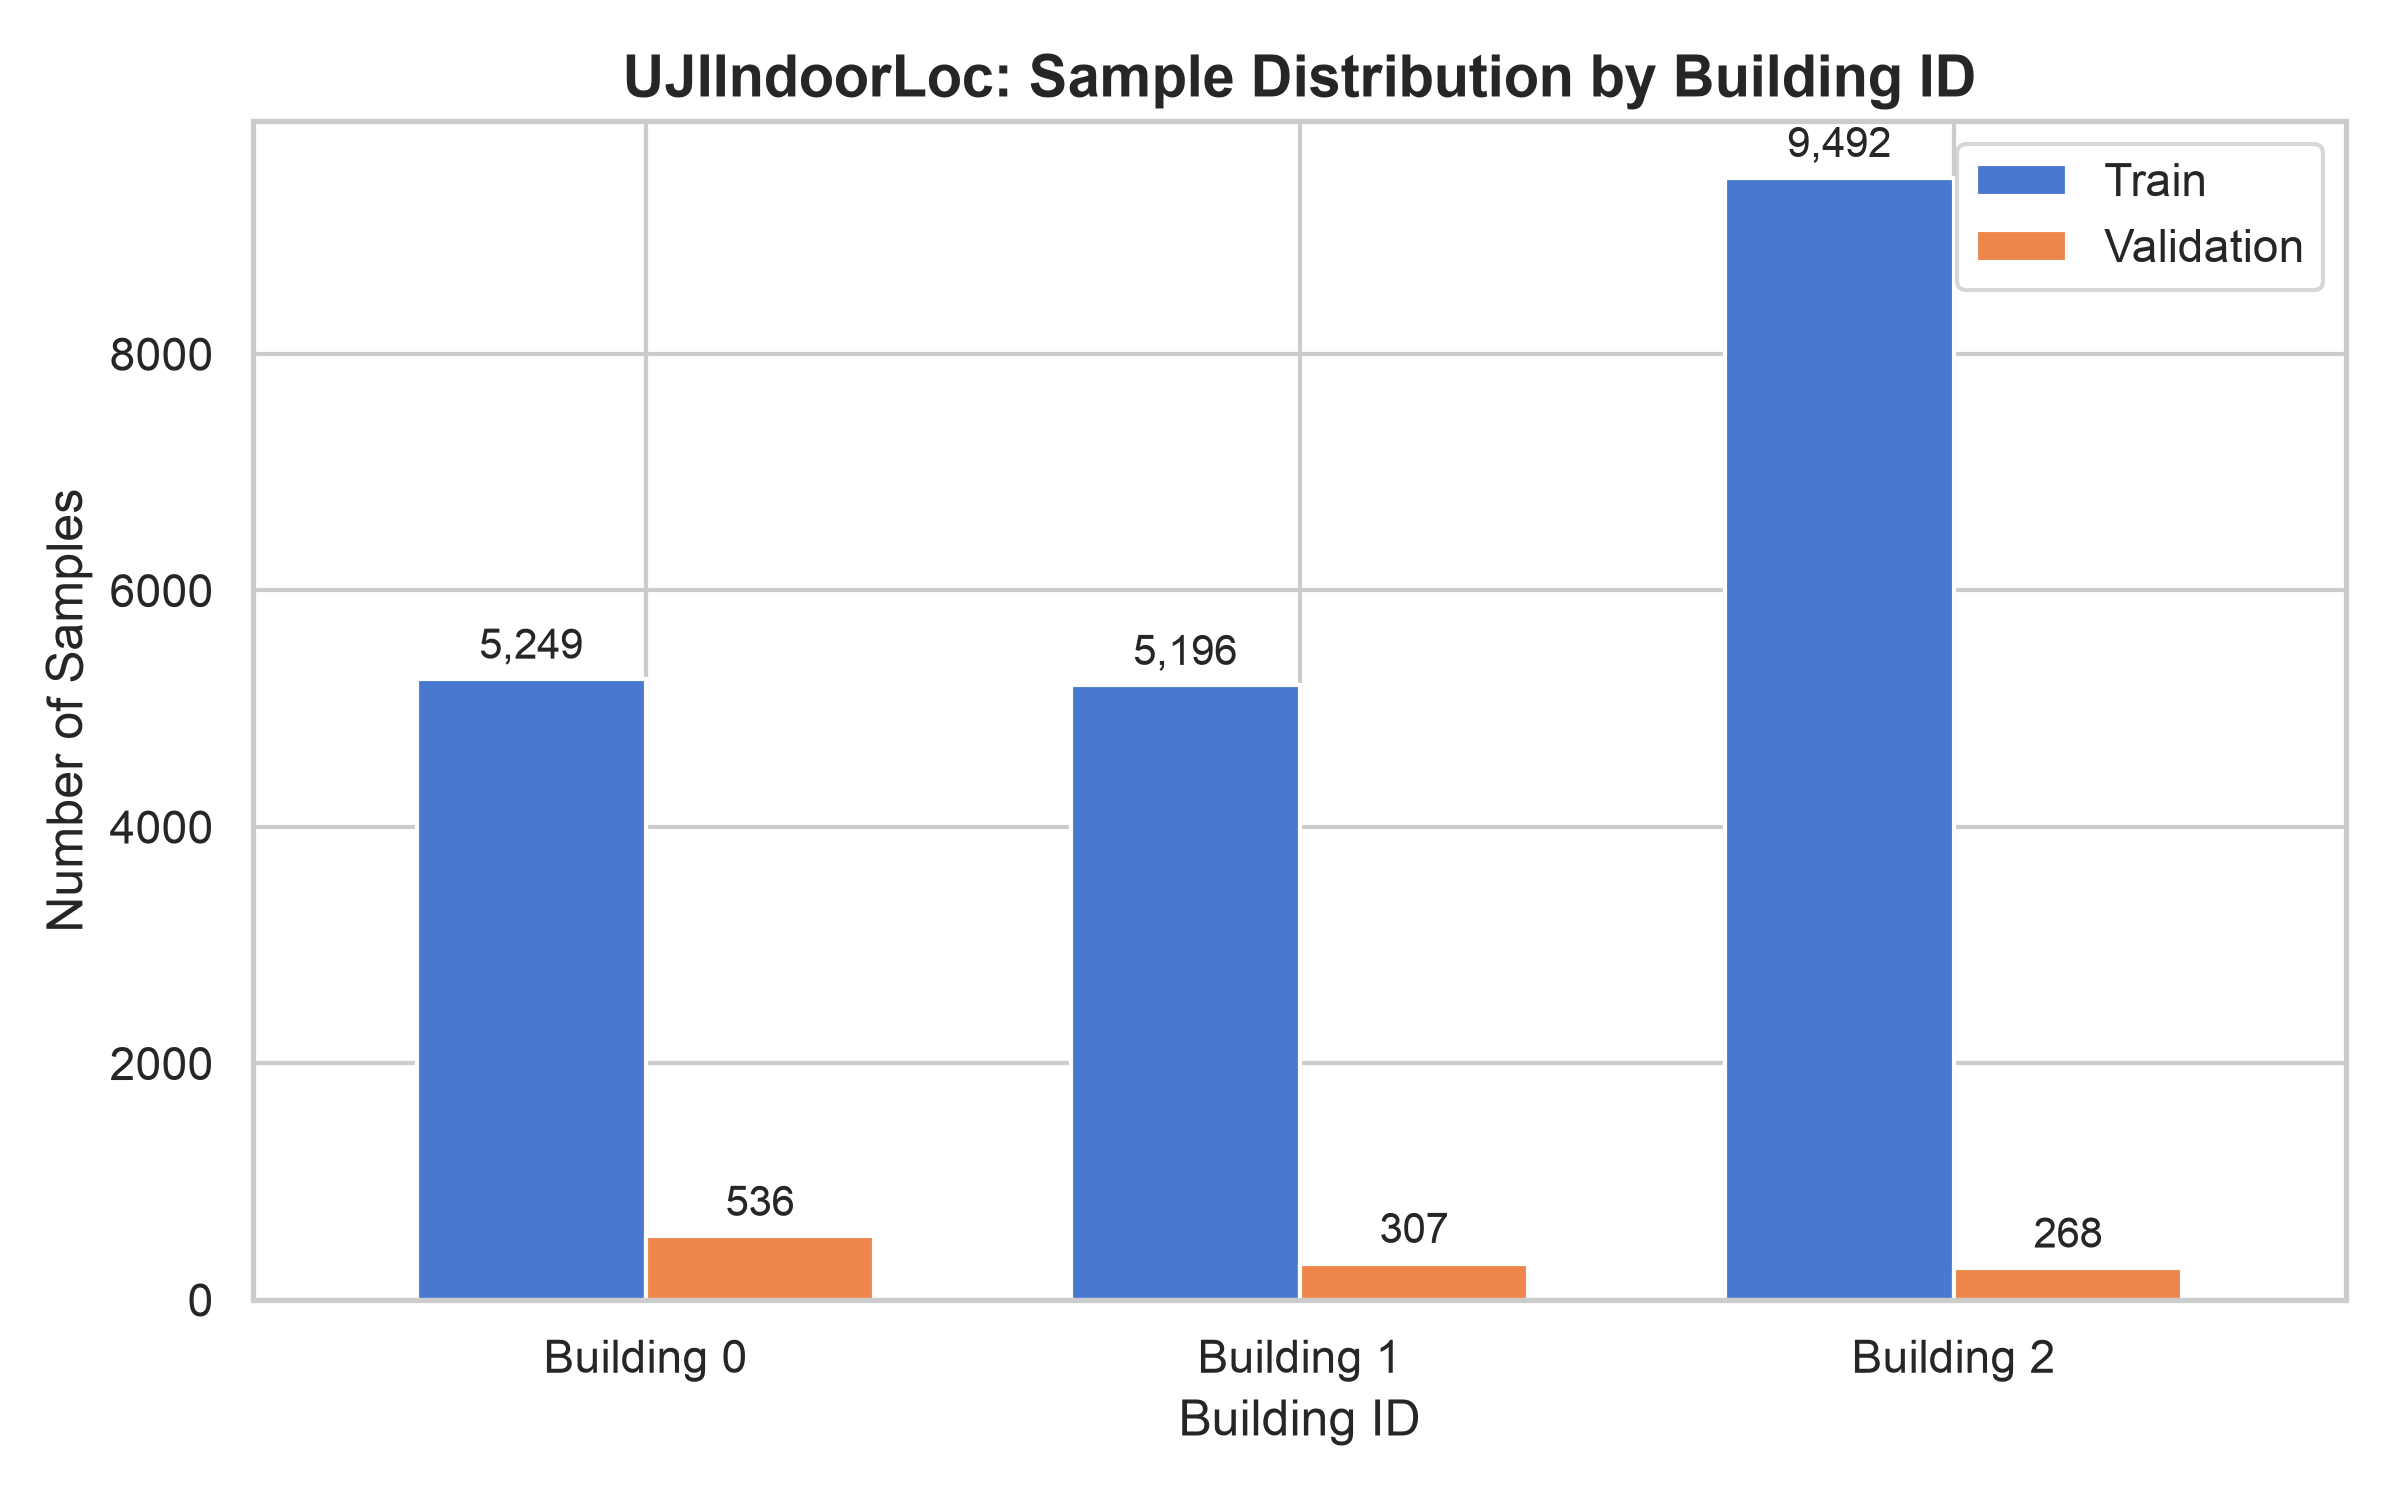 UJIIndoorLoc: Sample Distribution by Building ID
9,492
Train
Validation
8000
6000
5,249
5,196
4000
2000
536
307
268
0
Number of Samples
Building 0
Building 1
Building 2
Building ID